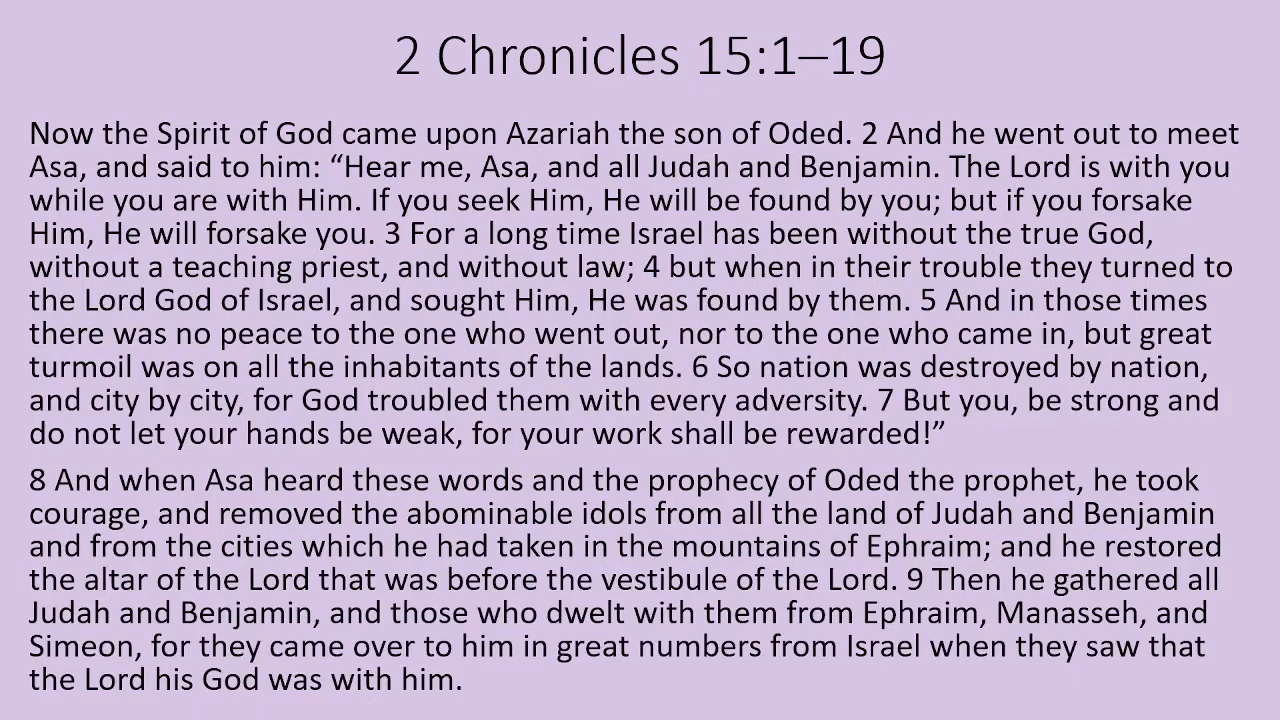 2 Chronicles 15:1–19
Now the Spirit of God came upon Azariah the son of Oded. 2 And he went out to meet
Asa, and said to him: “Hear me, Asa, and all Judah and Benjamin. The Lord is with you
while you are with Him. If you seek Him, He will be found by you; but if you forsake
Him, He will forsake you. 3 For a long time Israel has been without the true God,
without a teaching priest, and without law; 4 but when in their trouble they turned to
the Lord God of Israel, and sought Him, He was found by them. 5 And in those times
there was no peace to the one who went out, nor to the one who came in, but great
turmoil was on all the inhabitants of the lands. 6 So nation was destroyed by nation,
and city by city, for God troubled them with every adversity. 7 But you, be strong and
do not let your hands be weak, for your work shall be rewarded!”
8 And when Asa heard these words and the prophecy of Oded the prophet, he took
courage, and removed the abominable idols from all the land of Judah and Benjamin
and from the cities which he had taken in the mountains of Ephraim; and he restored
the altar of the Lord that was before the vestibule of the Lord. 9 Then he gathered all
Judah and Benjamin, and those who dwelt with them from Ephraim, Manasseh, and
Simeon, for they came over to him in great numbers from Israel when they saw that
the Lord his God was with him.